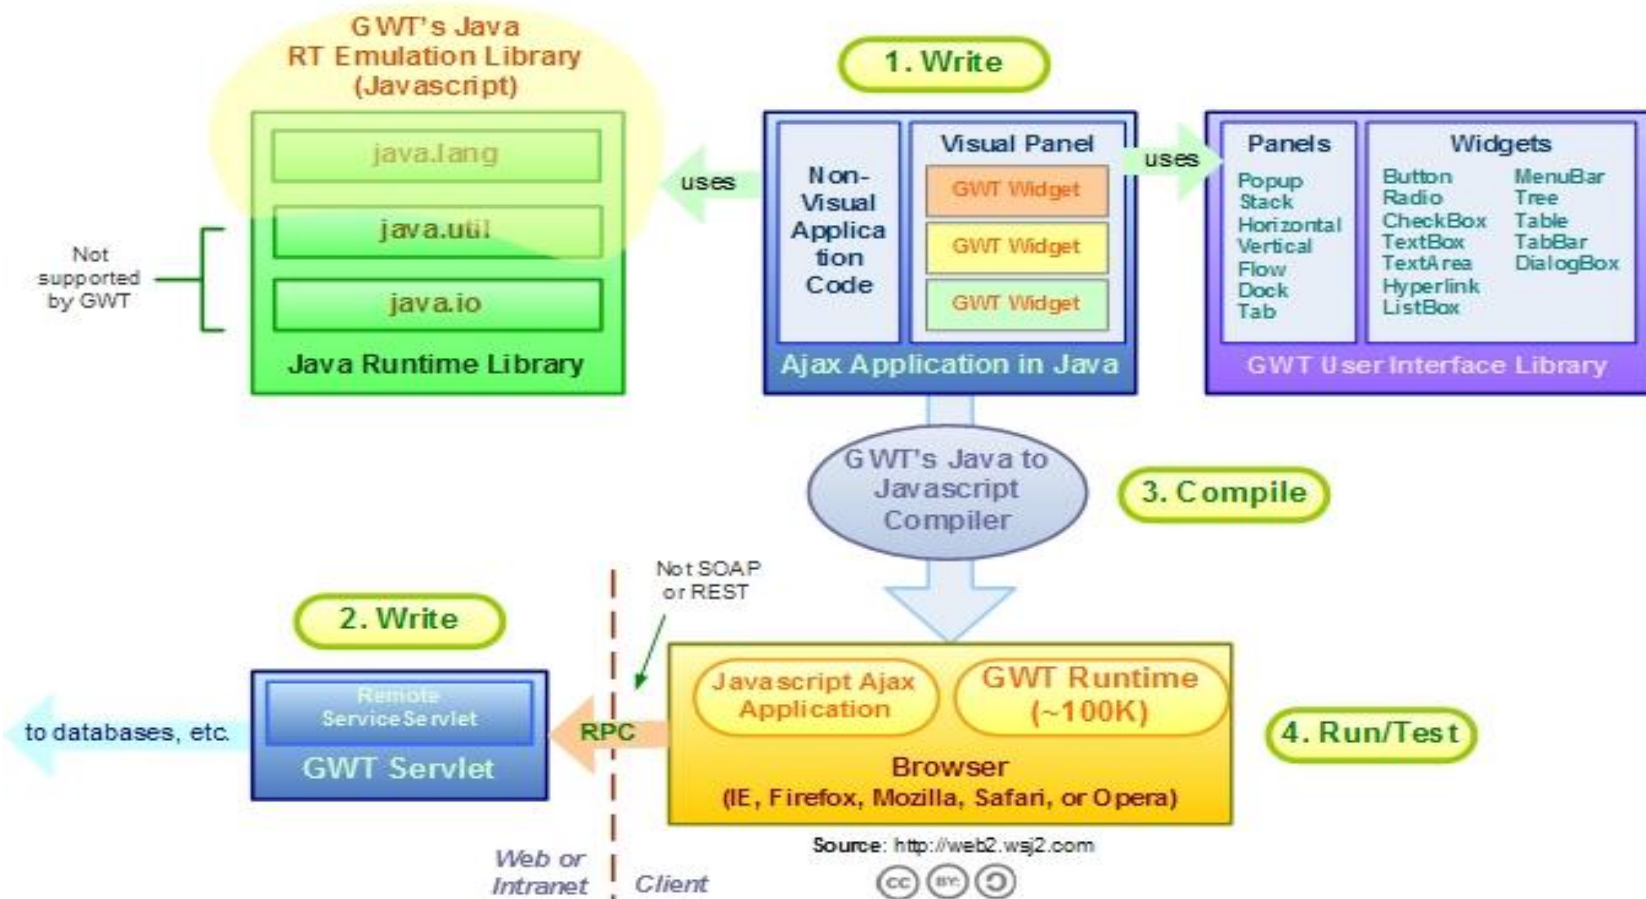 GWT's Java
RT Emulation Library
(Javascript)
java.lang
java.util
java.io
Java Runtime Library
Not
supported
by GWT
uses
1. Write
Non-
Visual
Applica
tion
Code
Visual Panel
GWT Widget
GWT Widget
GWT Widget
Ajax Application in Java
uses
Panels
Popup
Stack
Horizontal
Vertical
Flow
Dock
Tab
Widgets
Button
Radio
CheckBox
TextBox
TextArea
Hyperlink
ListBox
MenuBar
Tree
Table
TabBar
DialogBox
GWT User Interface Library
GWT's Java to
Javascript
Compiler
3. Compile
Not SOAP
or REST
2. Write
Remote
ServiceServlet
GWT Servlet
to databases, etc.
RPC
Javascript Ajax
Application
GWT Runtime
(~100K)
Browser
(IE, Firefox, Mozilla, Safari, or Opera)
4. Run/Test
Web or
Intranet
Client
Source: http://web2.wsj2.com
CC BY: